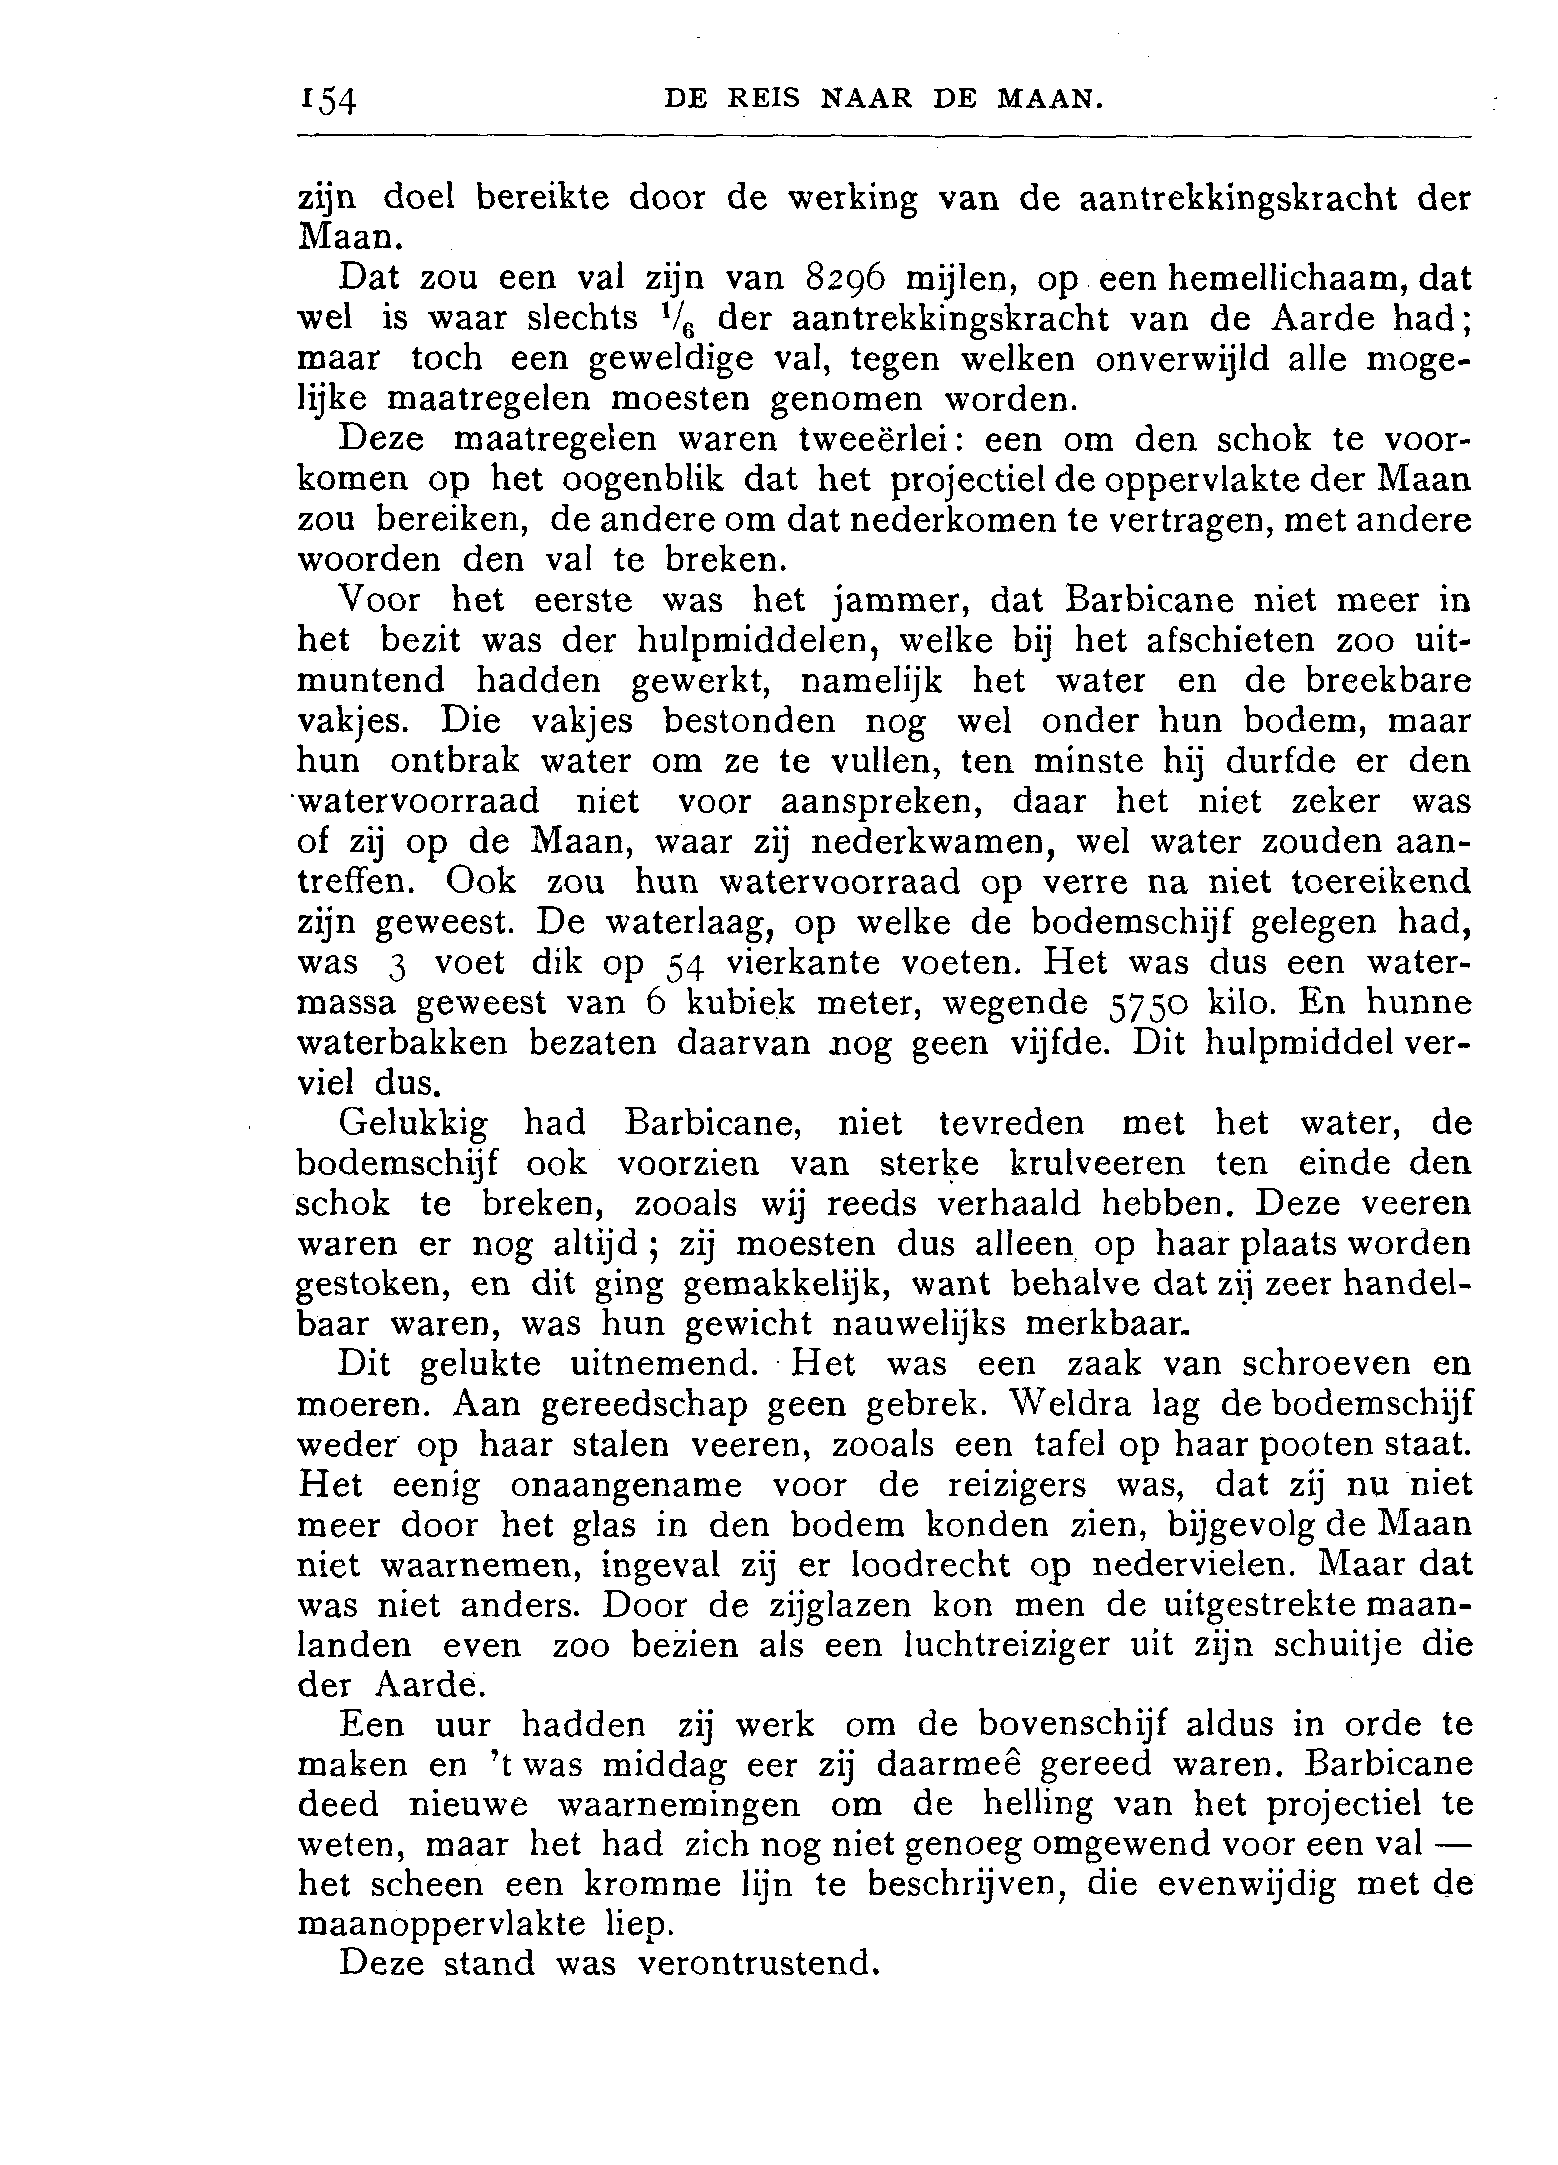 154 DE REIS NAAR DE MAAN.
zijn doel bereikte door de werking van de aantrekkingskracht der
Maan.
Dat zou een val zijn van 8296 mijlen, op een hemellichaam, dat
wel is waar slechts 1/6 der aantrekkingskracht van de Aarde had;
maar toch een geweldige val, tegen welken onverwijld alle moge-
lijke maatregelen moesten genomen worden.
Deze maatregelen waren tweeërlei: een om den schok te voor-
komen op het oogenblik dat het projectiel de oppervlakte der Maan
zou bereiken, de andere om dat nederkomen te vertragen, met andere
woorden den val te breken.
Voor het eerste was het jammer, dat Barbicane niet meer in
het bezit was der hulpmiddelen, welke bij het afschieten zoo uit-
muntend hadden gewerkt, namelijk het water en de breekbare
vakjes. Die vakjes bestonden nog wel onder hun bodem, maar
hun ontbrak water om ze te vullen, ten minste hij durfde er den
watervoorraad niet voor aanspreken, daar het niet zeker was
of zij op de Maan, waar zij nederkwamen, wel water zouden aan-
treffen. Ook zou hun watervoorraad op verre na niet toereikend
zijn geweest. De waterlaag, op welke de bodemschijf gelegen had,
was 3 voet dik op 54 vierkante voeten. Het was dus een water-
massa geweest van 6 kubiek meter, wegende 5750 kilo. En hunne
waterbakken bezaten daarvan nog geen vijfde. Dit hulpmiddel ver-
viel dus.
Gelukkig had Barbicane, niet tevreden met het water, de
bodemschijf ook voorzien van sterke krulveeren ten einde den
schok te breken, zooals wij reeds verhaald hebben. Deze veeren
waren er nog altijd; zij moesten dus alleen op haar plaats worden
gestoken, en dit ging gemakkelijk, want behalve dat zij zeer handel-
baar waren, was hun gewicht nauwelijks merkbaar.
Dit gelukte uitnemend. Het was een zaak van schroeven en
moeren. Aan gereedschap geen gebrek. Weldra lag de bodemschijf
weder op haar stalen veeren, zooals een tafel op haar pooten staat.
Het eenig onaangename voor de reizigers was, dat zij nu niet
meer door het glas in den bodem konden zien, bijgevolg de Maan
niet waarnemen, ingeval zij er loodrecht op nedervielen. Maar dat
was niet anders. Door de zijglazen kon men de uitgestrekte maan-
landen even zoo bezien als een luchtreiziger uit zijn schuitje die
der Aarde.
Een uur hadden zij werk om de bovenschijf aldus in orde te
maken en 't was middag eer zij daarmeê gereed waren. Barbicane
deed nieuwe waarnemingen om de helling van het projectiel te
weten, maar het had zich nog niet genoeg omgewend voor een val —
het scheen een kromme lijn te beschrijven, die evenwijdig met de
maanoppervlakte liep.
Deze stand was verontrustend.